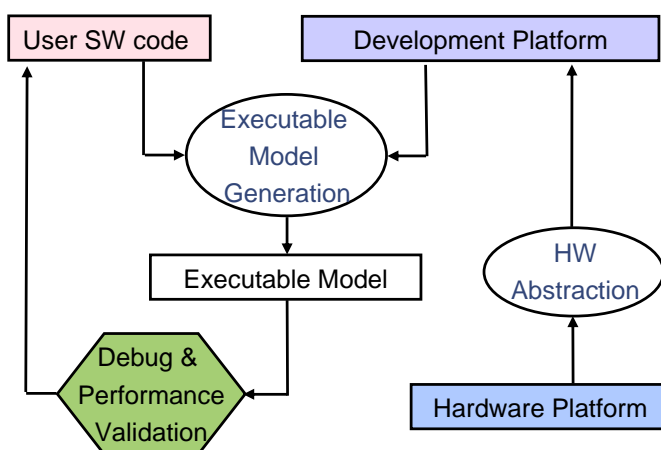 User SW code
Development Platform
Executable
Model
Generation
HW
Abstraction
Executable Model
Debug &
Performance
Validation
Hardware Platform